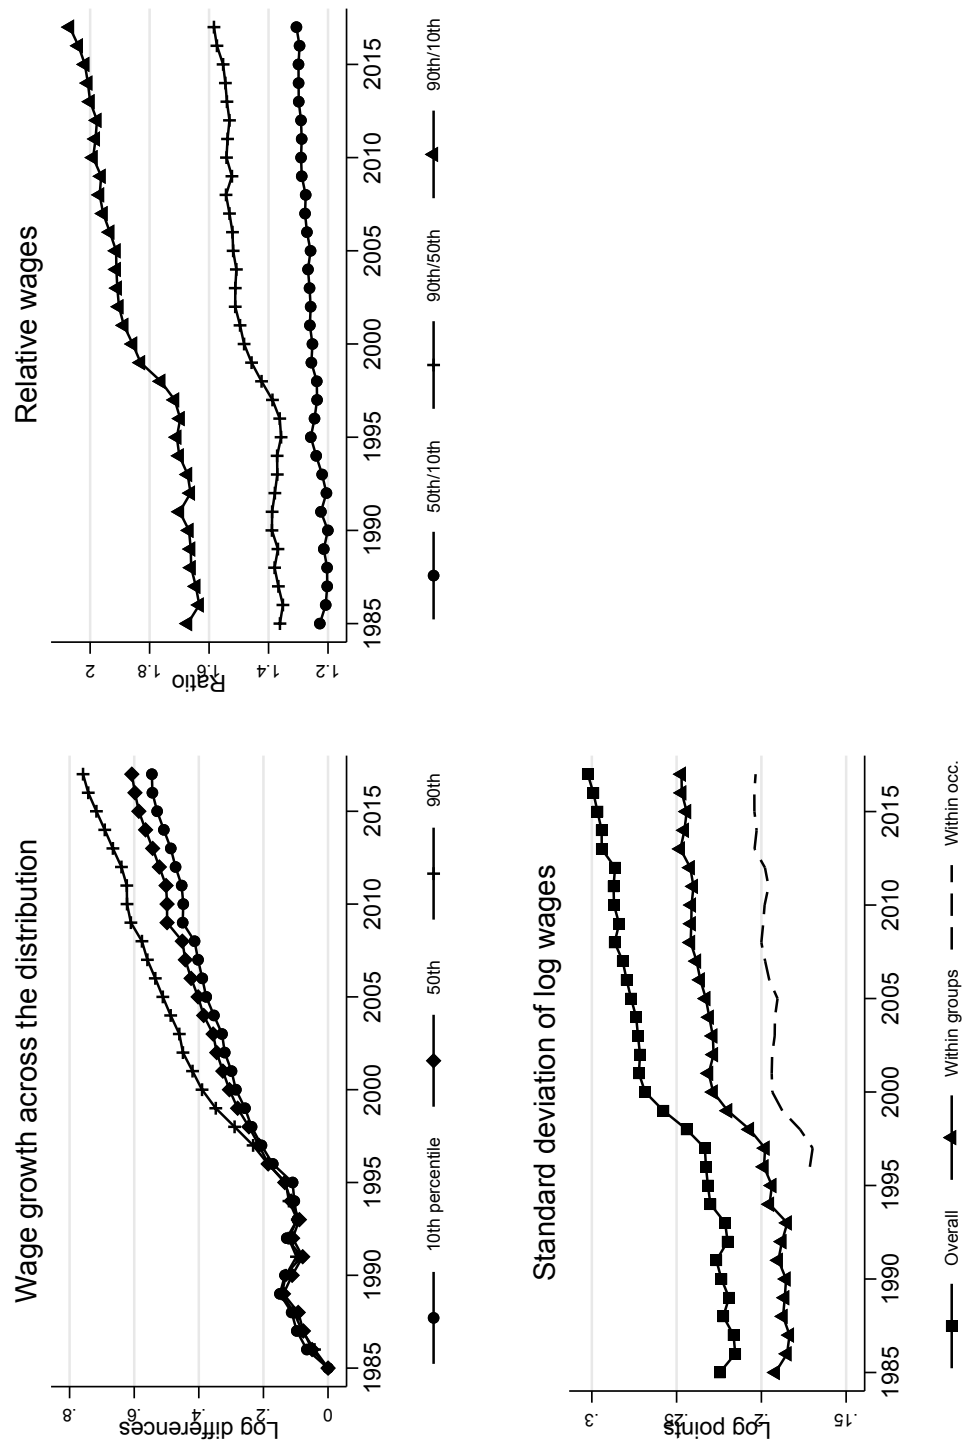 Wage growth across the distribution
Log differences
0 .2 .4 .6 .8
1985 1990 1995 2000 2005 2010 2015
10th percentile 50th 90th
Relative wages
Ratio
1.2 1.4 1.6 1.8 2
1985 1990 1995 2000 2005 2010 2015
50th/10th 90th/50th 90th/10th
Standard deviation of log wages
Log points
.15 .2 .25 .3
1985 1990 1995 2000 2005 2010 2015
Overall Within groups Within occ.